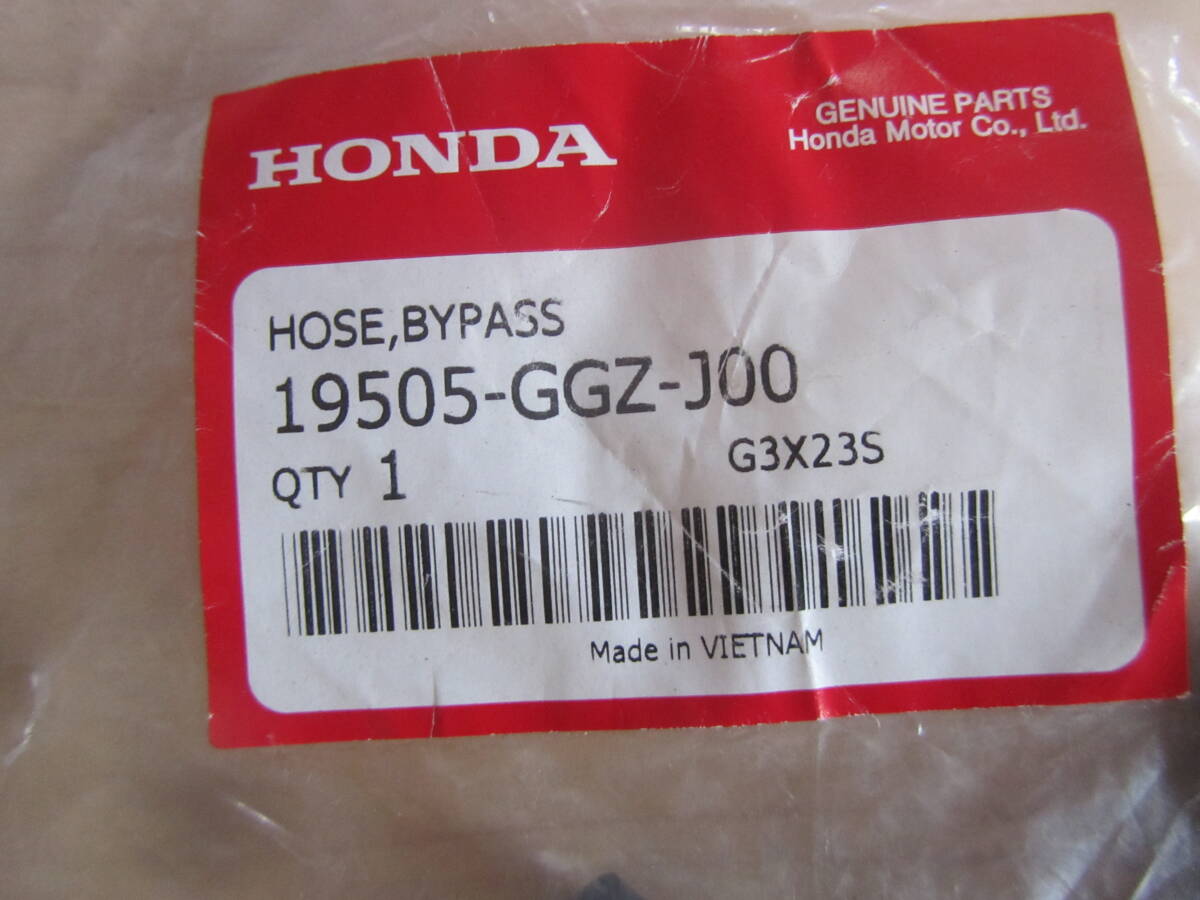 HONDA
GENUINE PARTS
Honda Motor Co., Ltd.
HOSE,BYPASS
19505-GGZ-J00
QTY 1 G3X23S
Made in VIETNAM